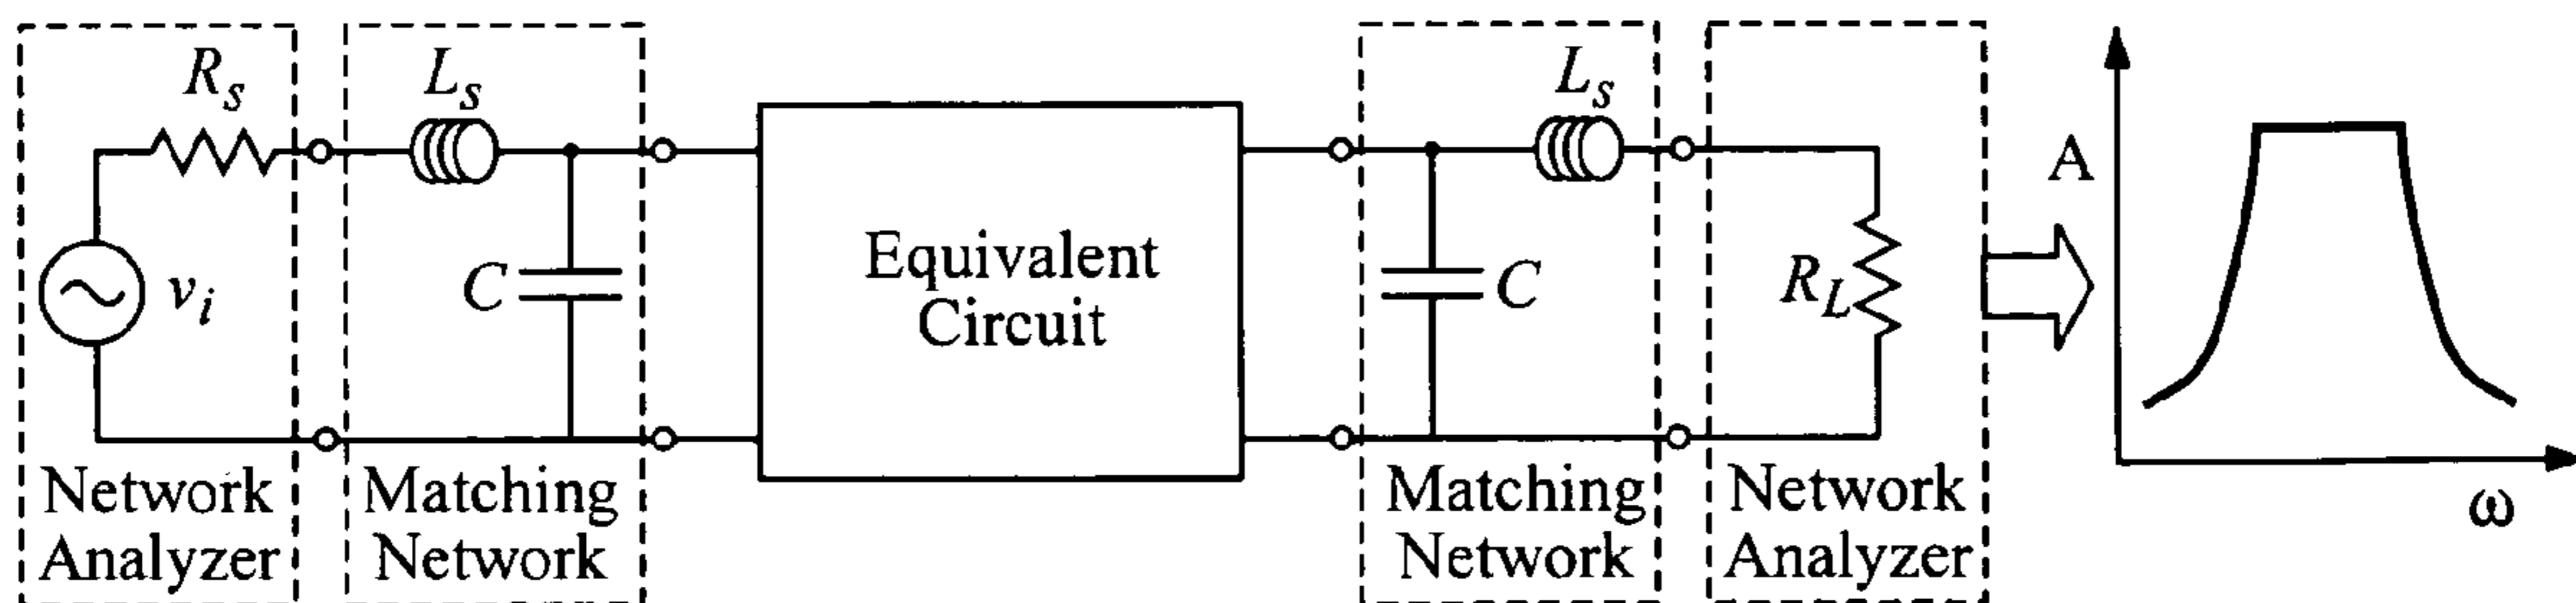 R_s
L_s
L_s
A
v_i
C
Equivalent
Circuit
C
R_L
Network
Analyzer
Matching
Network
Matching
Network
Network
Analyzer
ω